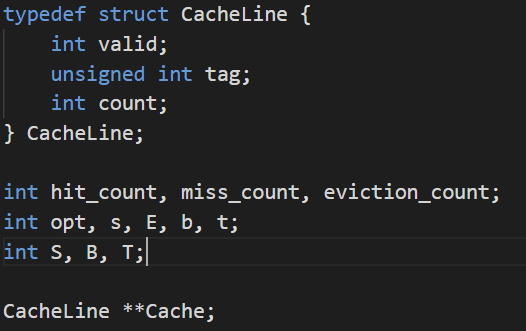 typedef struct CacheLine {
    int valid;
    unsigned int tag;
    int count;
} CacheLine;
int hit_count, miss_count, eviction_count;
int opt, s, E, b, t;
int S, B, T;
CacheLine **Cache;